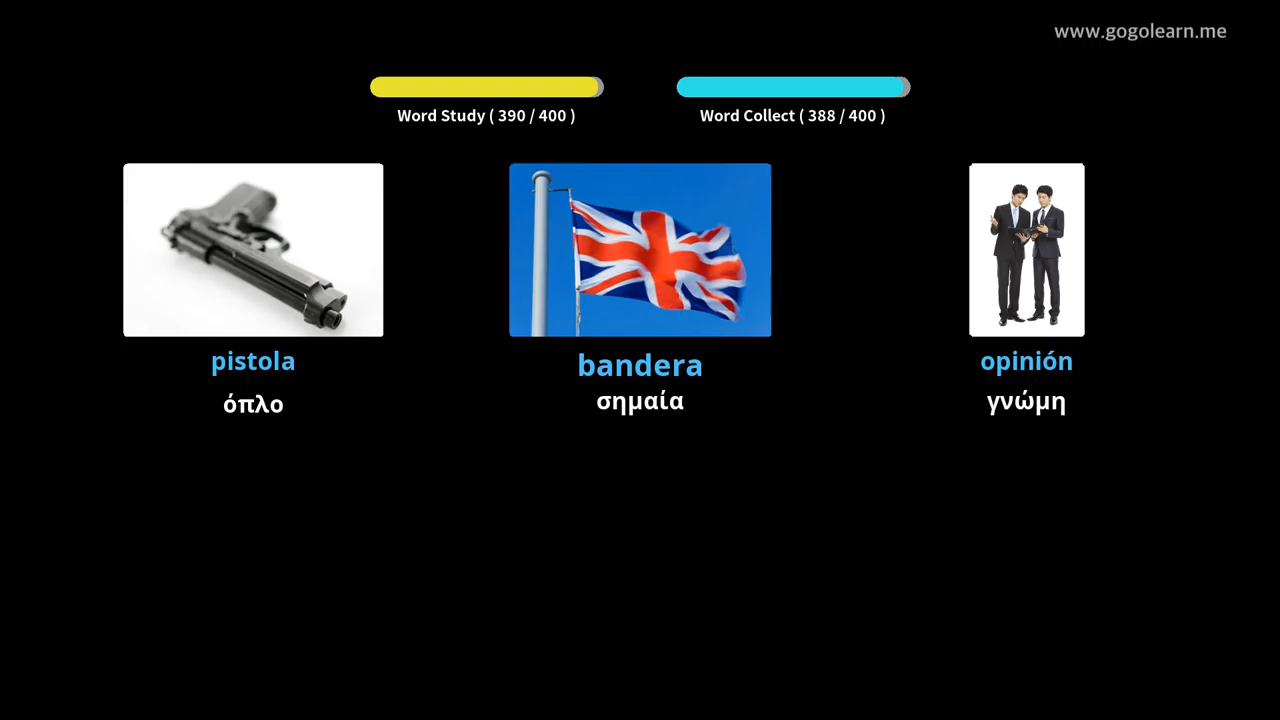 www.gogolearn.me
Word Study ( 390 / 400 )
Word Collect ( 388 / 400 )
pistola
όπλο
bandera
σημαία
opinión
γνώμη